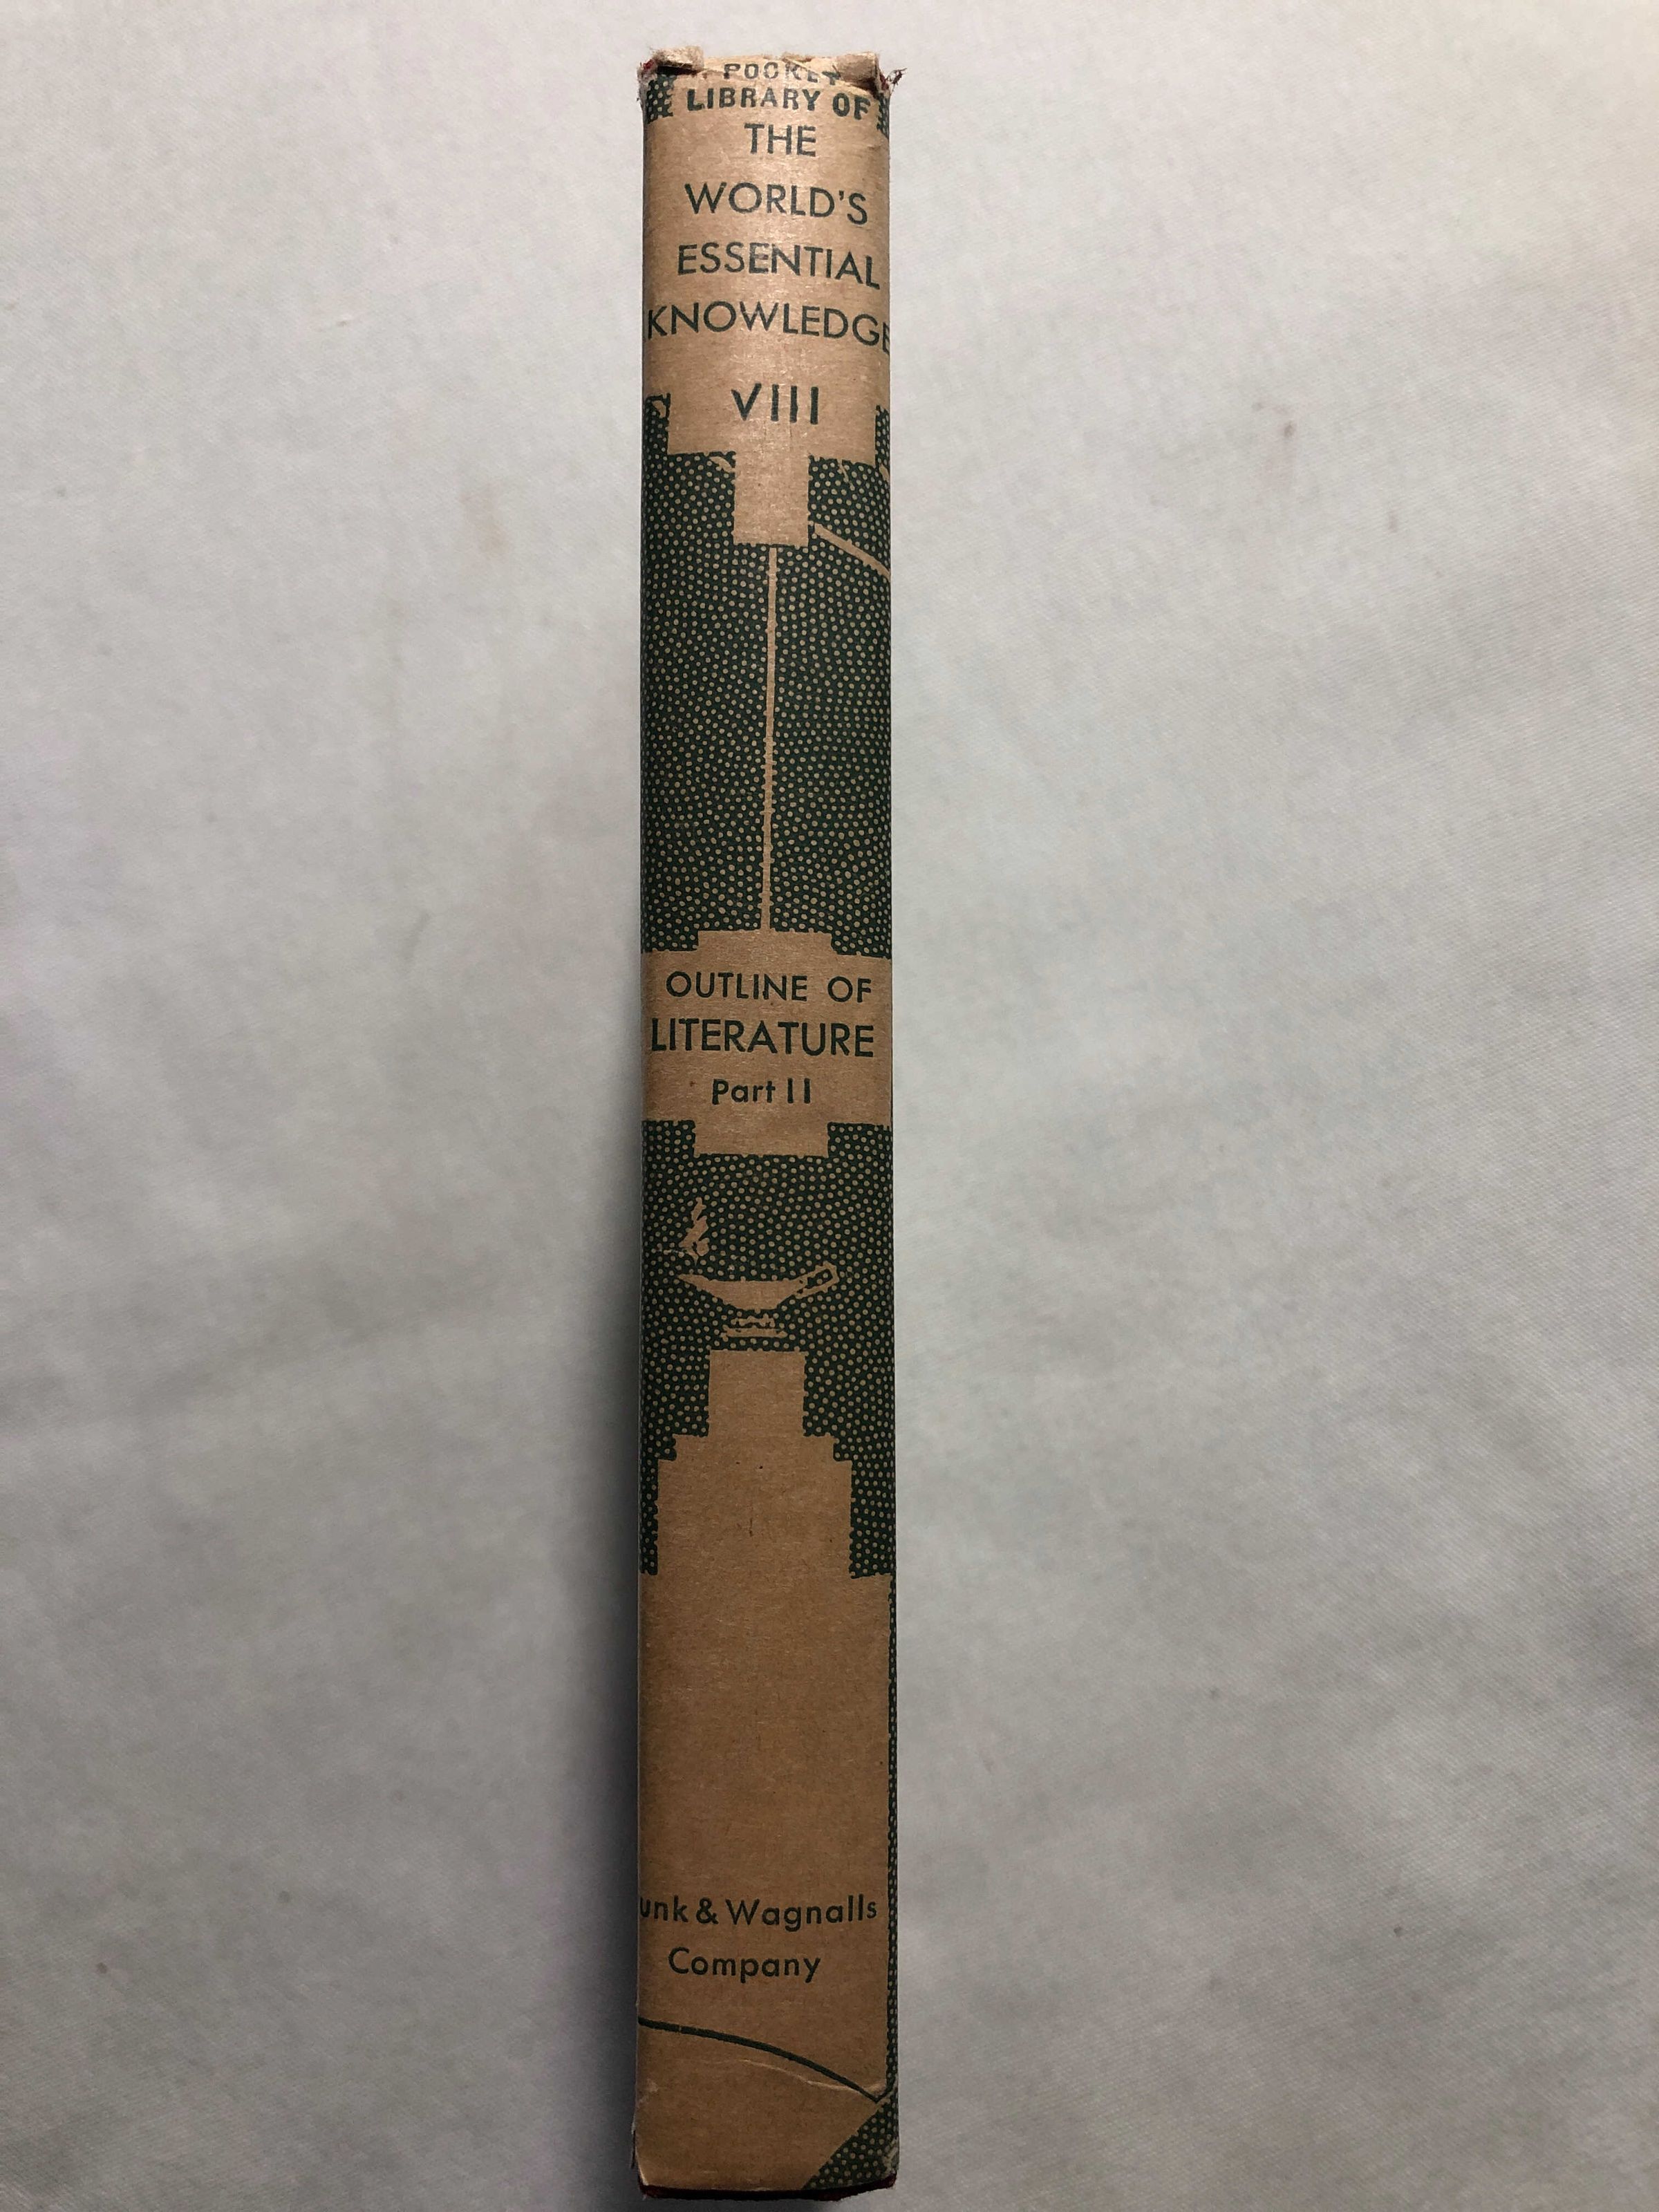 POCKET
LIBRARY OF
THE
WORLD'S
ESSENTIAL
KNOWLEDGE
VIII
OUTLINE OF
LITERATURE
Part II
unk & Wagnalls
Company